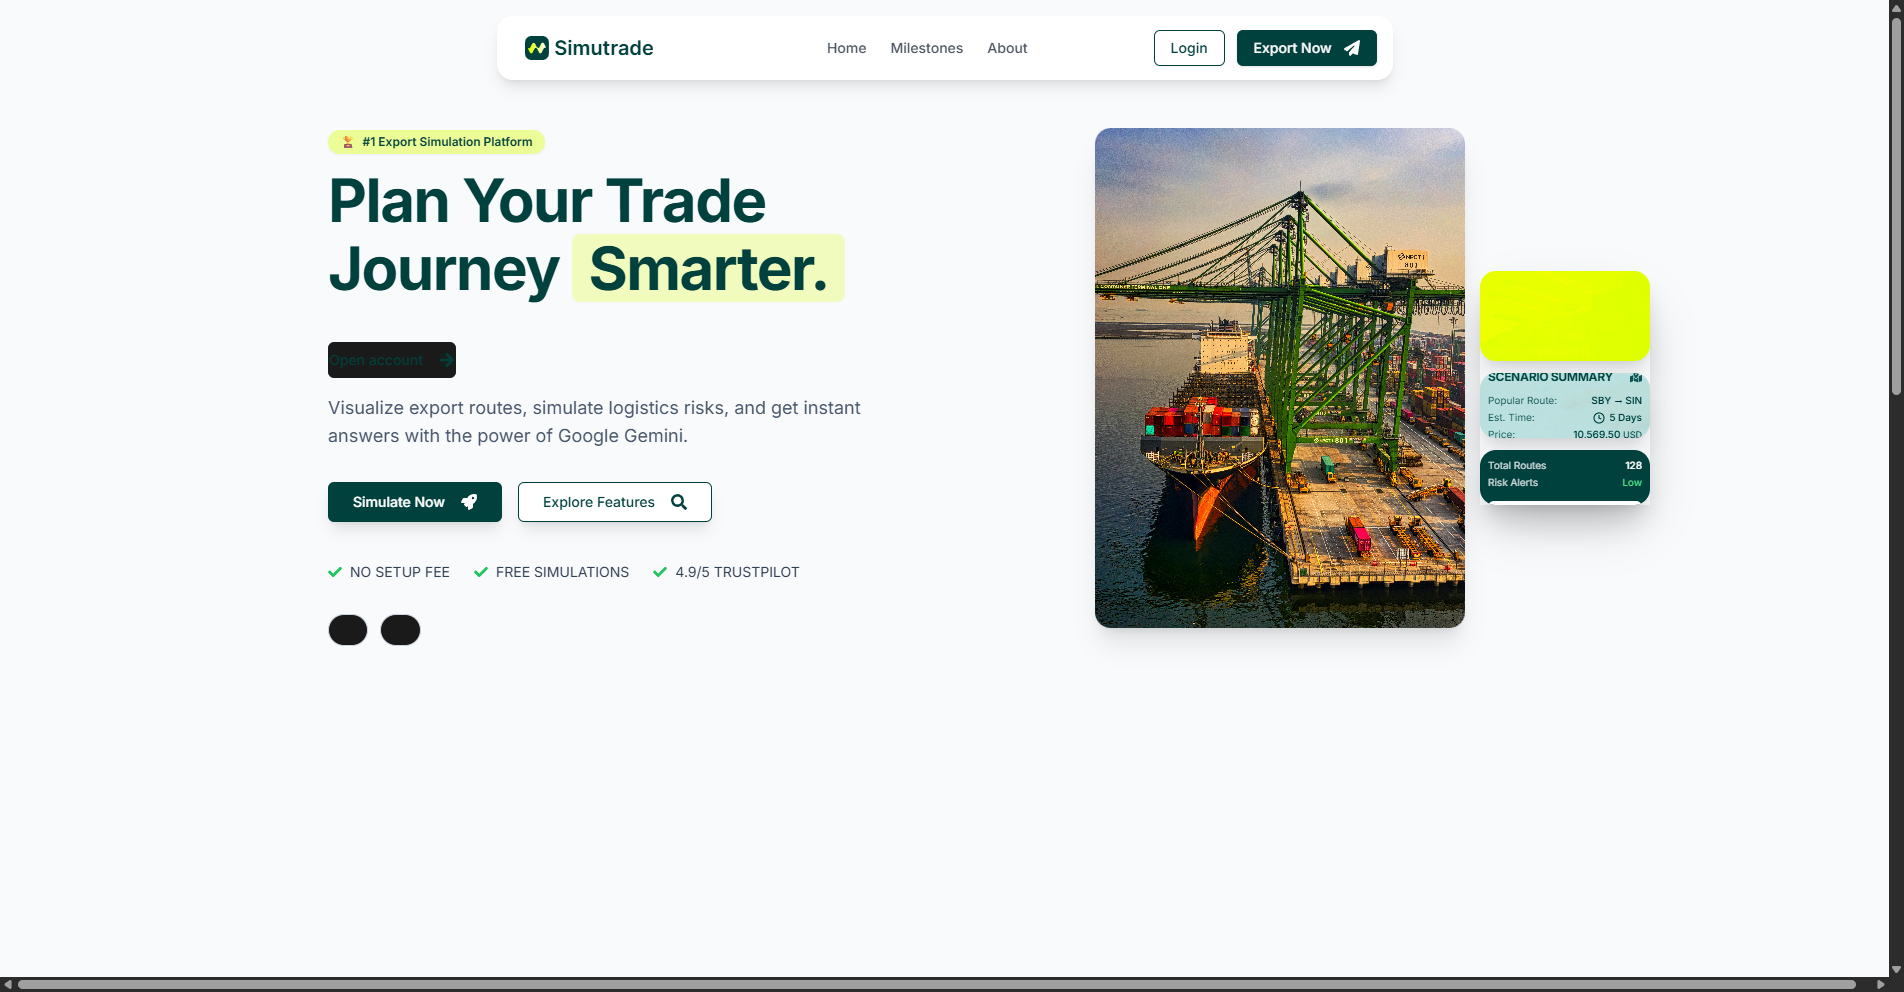 Simutrade
Home
Milestones
About
Login
Export Now
#1 Export Simulation Platform
Plan Your Trade
Journey Smarter.
Open account
Visualize export routes, simulate logistics risks, and get instant
answers with the power of Google Gemini.
Simulate Now
Explore Features
NO SETUP FEE
FREE SIMULATIONS
4.9/5 TRUSTPILOT
SCENARIO SUMMARY
Popular Route: SBY → SIN
Est. Time: 5 Days
Price: 10.569.50 USD
Total Routes 128
Risk Alerts Low